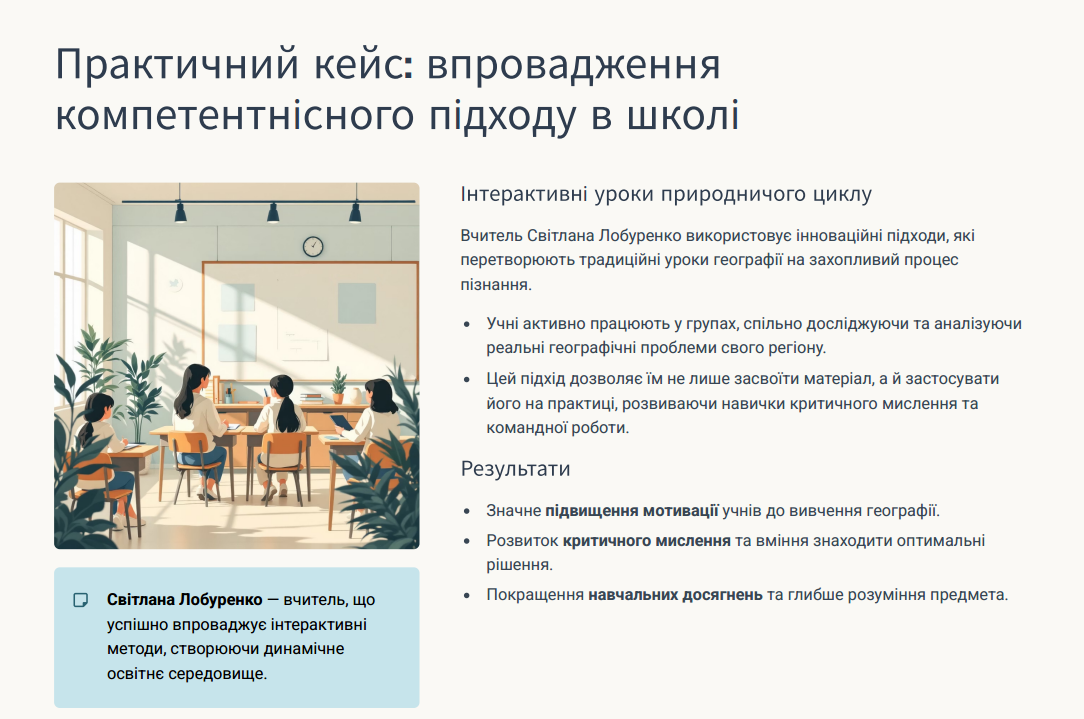 Практичний кейс: впровадження
компетентнісного підходу в школі
Інтерактивні уроки природничого циклу
Вчитель Світлана Лобуренко використовує інноваційні підходи, які
перетворюють традиційні уроки географії на захопливий процес
пізнання.
• Учні активно працюють у групах, спільно досліджуючи та аналізуючи
реальні географічні проблеми свого регіону.
• Цей підхід дозволяє їм не лише засвоїти матеріал, а й застосувати
його на практиці, розвиваючи навички критичного мислення та
командної роботи.
Результати
• Значне підвищення мотивації учнів до вивчення географії.
• Розвиток критичного мислення та вміння знаходити оптимальні
рішення.
• Покращення навчальних досягнень та глибше розуміння предмета.
Світлана Лобуренко — вчитель, що
успішно впроваджує інтерактивні
методи, створюючи динамічне
освітнє середовище.